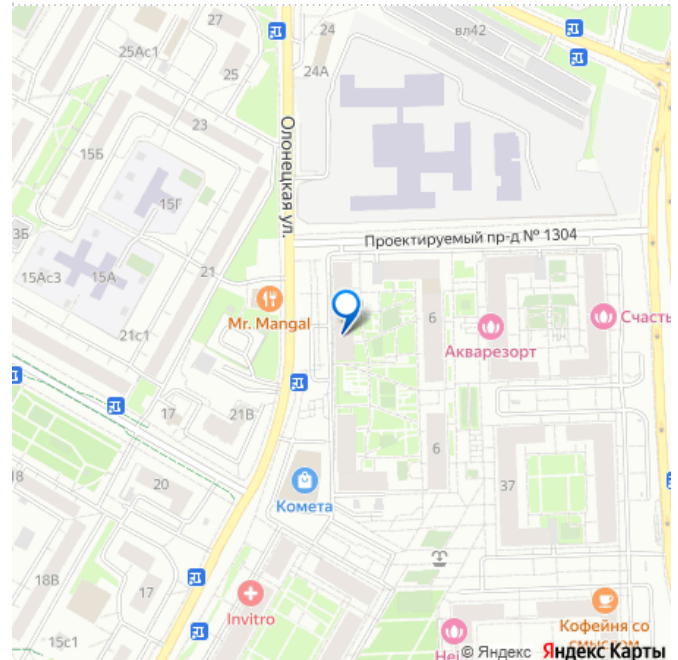 27
24
вл42
25Ас1
24А
25
23
Олонецкая ул.
15Б
15Г
Проектируемый пр-д № 1304
3Б
15Ас3
15А
21
Mr. Mangal
6
Счасть
Акварезорт
21с1
17
21В
6
18
20
37
Комета
18В
17
Invitro
Кофейня со
смыслом
15с1
Hei
© Яндекс Яндекс Карты